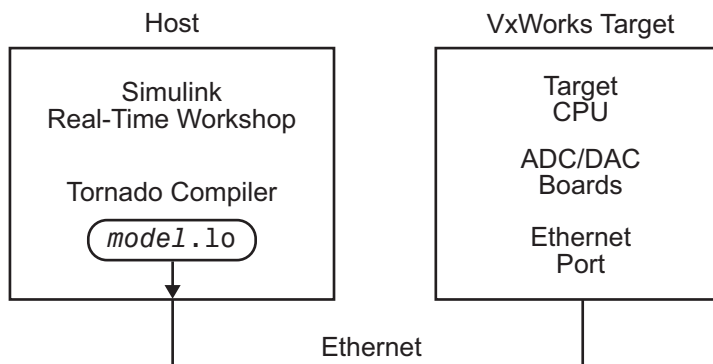 Host
Simulink
Real-Time Workshop
Tornado Compiler
model.lo
VxWorks Target
Target
CPU
ADC/DAC
Boards
Ethernet
Port
Ethernet